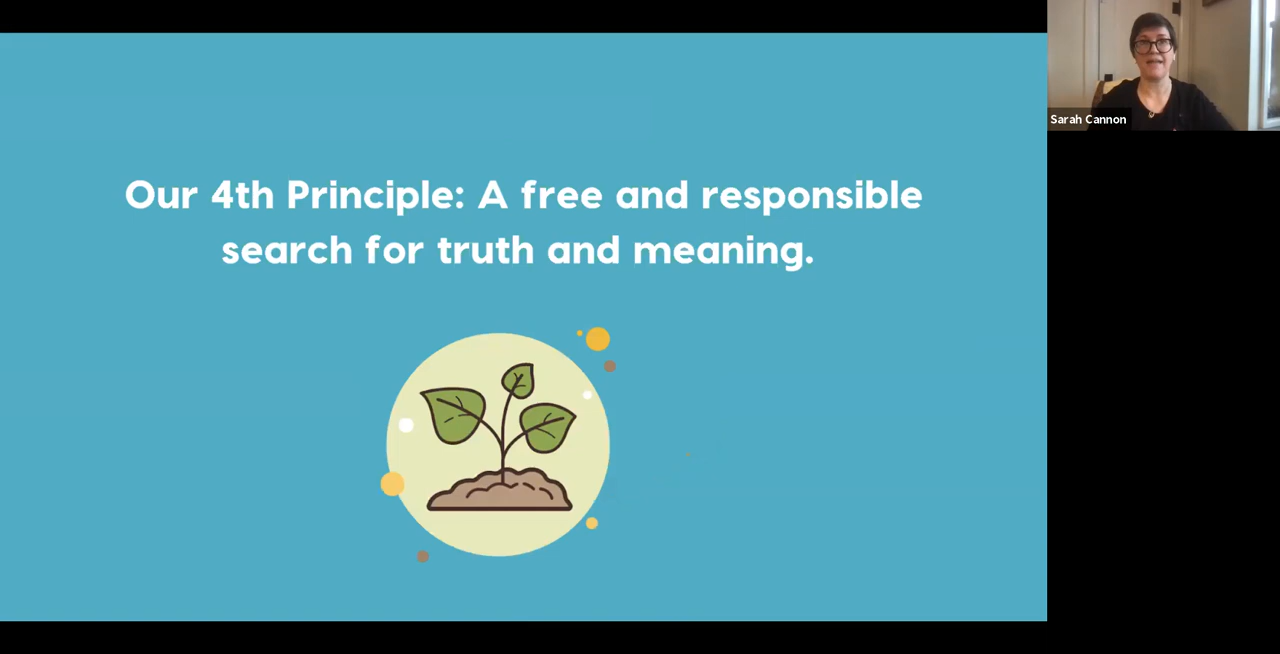 Our 4th Principle: A free and responsible
search for truth and meaning.
Sarah Cannon